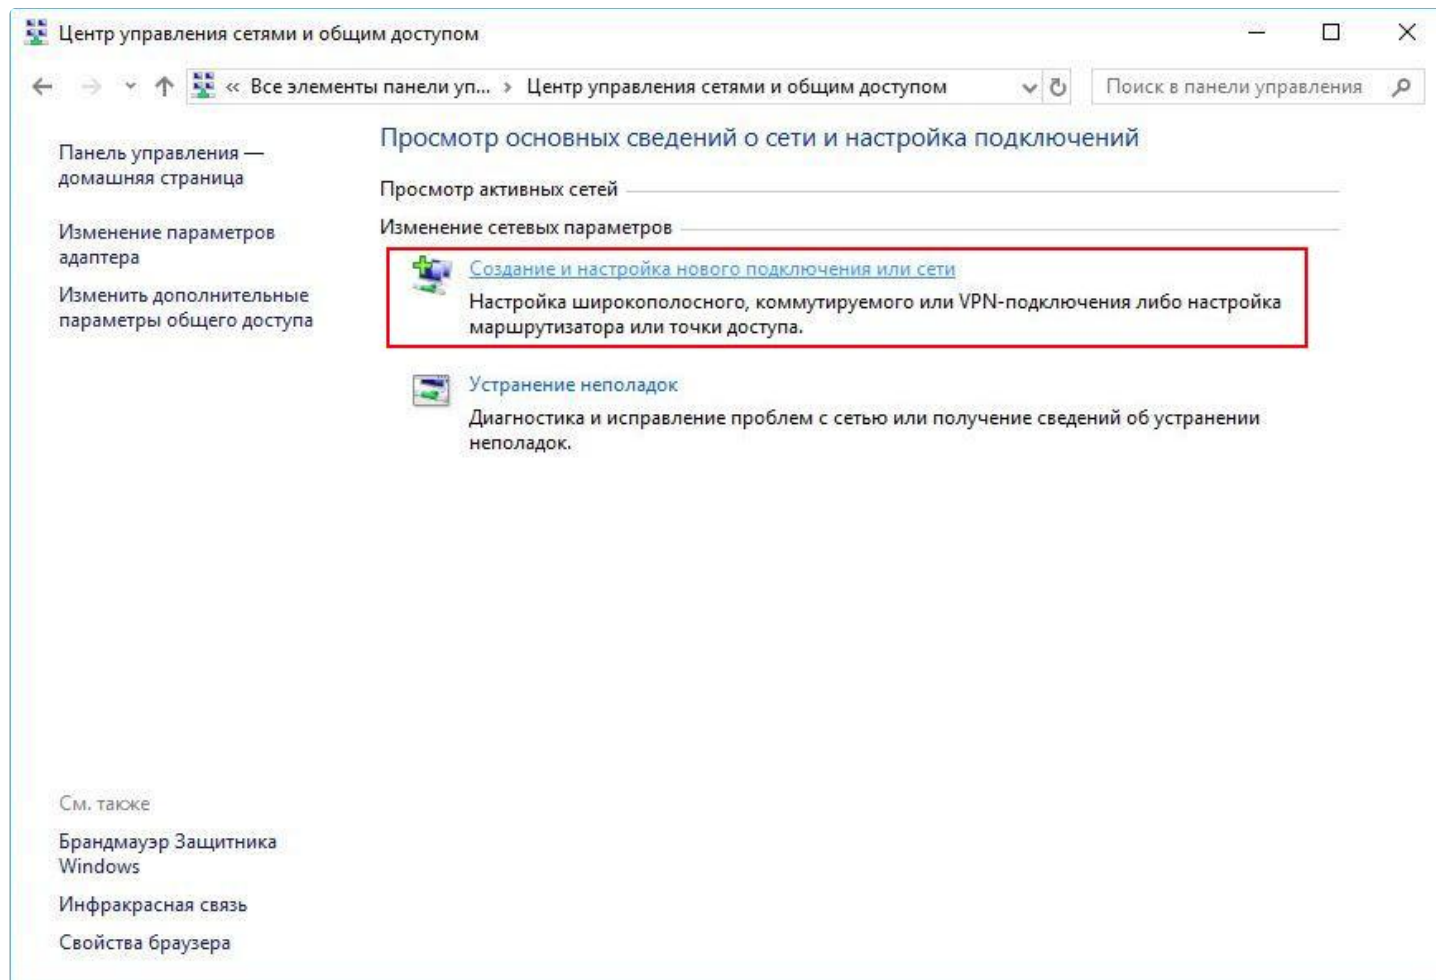 Центр управления сетями и общим доступом
« Все элементы панели уп... › Центр управления сетями и общим доступом
Поиск в панели управления
Панель управления —
домашняя страница
Изменение параметров
адаптера
Изменить дополнительные
параметры общего доступа
Просмотр основных сведений о сети и настройка подключений
Просмотр активных сетей
Изменение сетевых параметров
Создание и настройка нового подключения или сети
Настройка широкополосного, коммутируемого или VPN-подключения либо настройка
маршрутизатора или точки доступа.
Устранение неполадок
Диагностика и исправление проблем с сетью или получение сведений об устранении
неполадок.
См. также
Брандмауэр Защитника
Windows
Инфракрасная связь
Свойства браузера